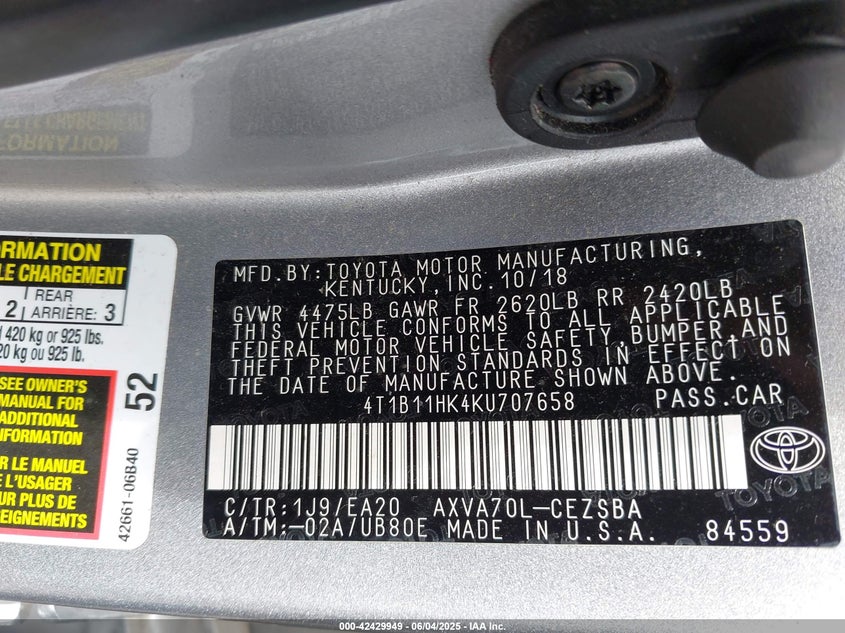 ORMATION
LE CHARGEMENT
2 REAR
ARRIÈRE: 3
420 kg or 925 lbs.
20 kg ou 925 lb.
SEE OWNER'S
MANUAL FOR
ADDITIONAL
INFORMATION
R LE MANUEL
E L'USAGER
UR PLUS DE
SEIGNEMENTS
52
42661-06B40
MFD.BY:TOYOTA MOTOR MANUFACTURING,
KENTUCKY, INC. 10/18
GVWR 4475LB GAWR FR 2620LB RR 2420LB
THIS VEHICLE CONFORMS TO ALL APPLICABLE
FEDERAL MOTOR VEHICLE SAFETY,BUMPER,AND
THEFT PREVENTION STANDARDS IN EFFECT ON
THE DATE OF MANUFACTURE SHOWN ABOVE.
4T1B11HK4KU707658 PASS.CAR
C/TR:1J9/EA20 AXVA70L-CEZSBA
A/TM:-02A/UB80E MADE IN U.S.A. 84559
TOYOTA
000-42429949 - 06/04/2025 - IAA Inc.